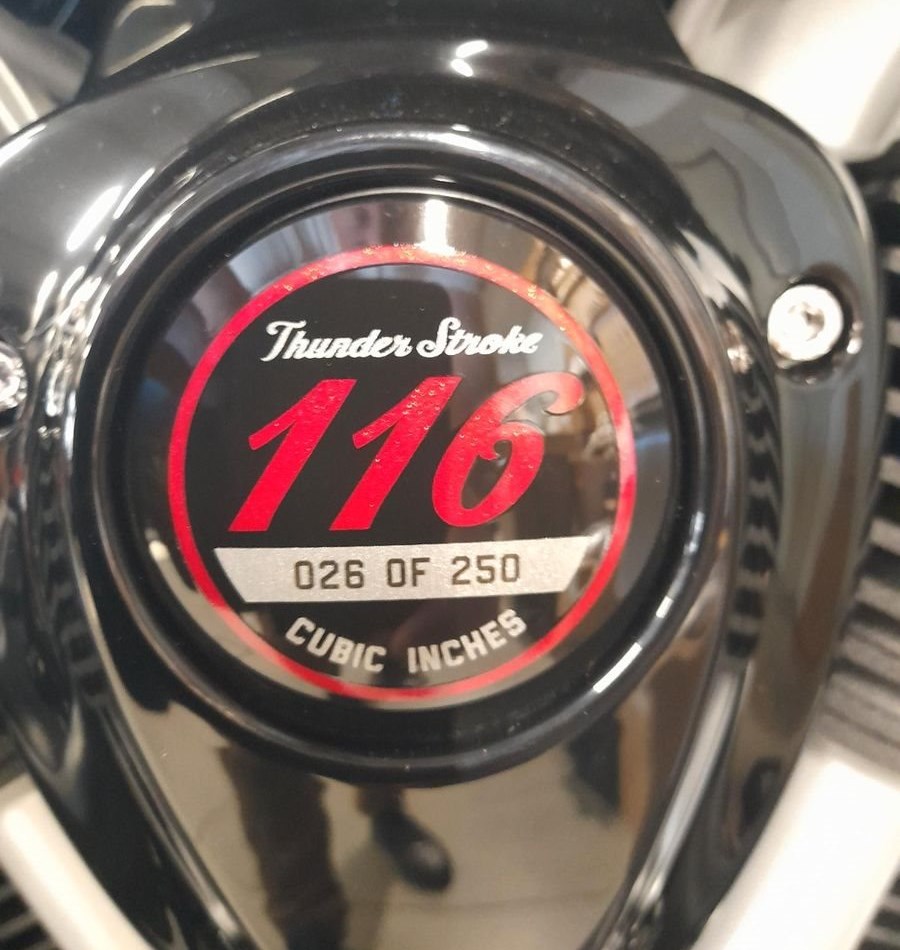 Thunder Stroke
116
026 OF 250
CUBIC INCHES